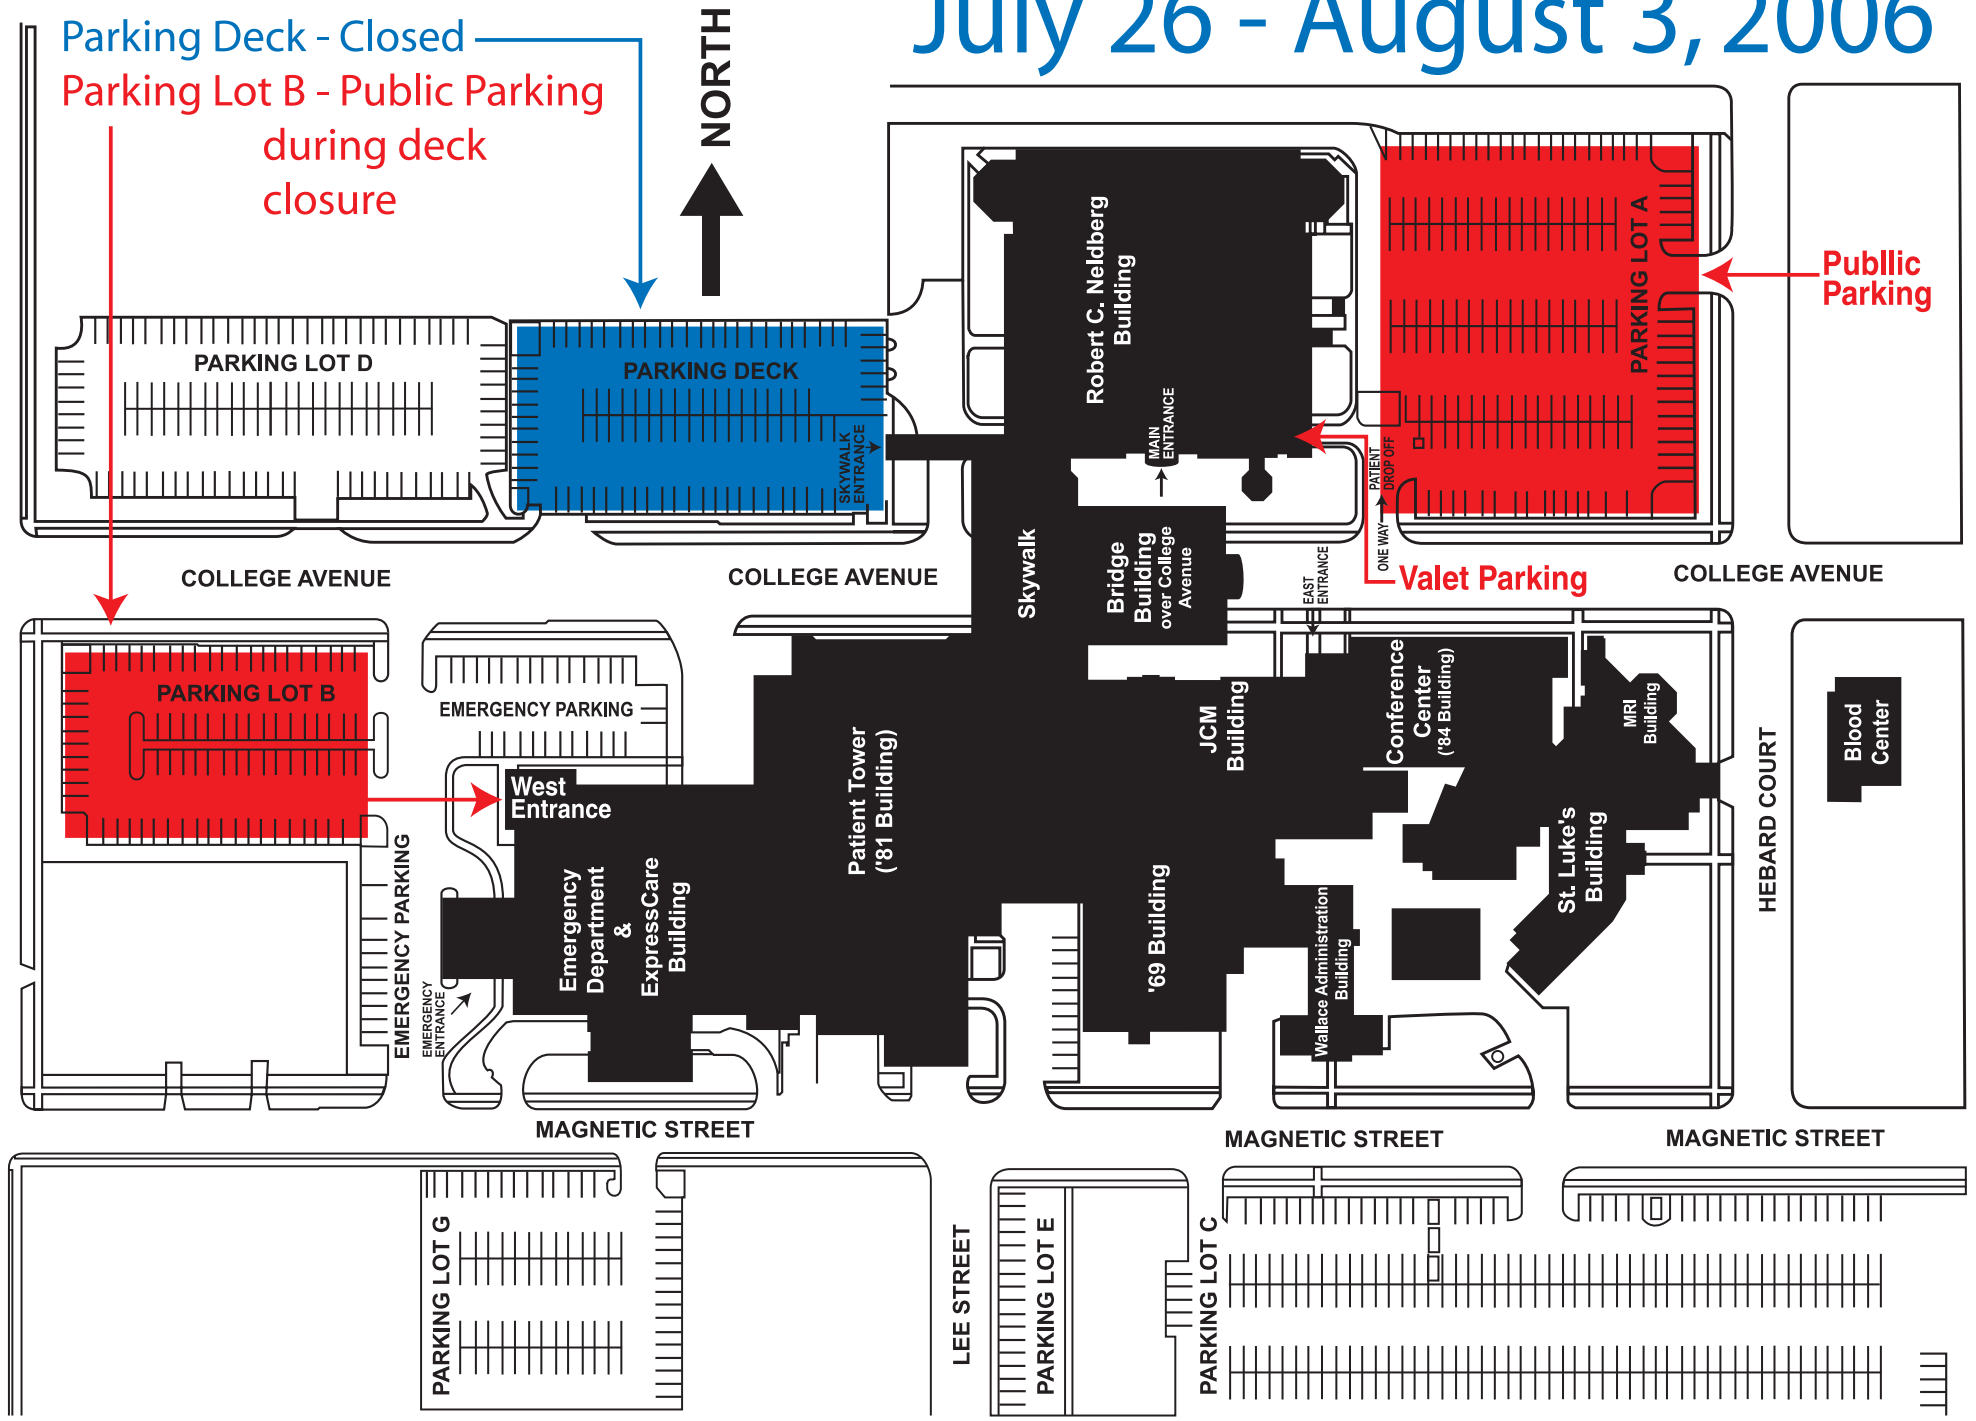 July 26 - August 3, 2006
Parking Deck - Closed
Parking Lot B - Public Parking
during deck
closure
NORTH
Robert C. Neldberg
Building
PARKING LOT A
Publlic
Parking
PARKING LOT D
PARKING DECK
SKYWALK
ENTRANCE
MAIN
ENTRANCE
PATIENT
DROP OFF
ONE WAY
Skywalk
Bridge
Building
over College
Avenue
EAST
ENTRANCE
Valet Parking
COLLEGE AVENUE
COLLEGE AVENUE
COLLEGE AVENUE
PARKING LOT B
EMERGENCY PARKING
West
Entrance
Patient Tower
('81 Building)
JCM
Building
Conference
Center
('84 Building)
MRI
Building
Blood
Center
HEBARD COURT
EMERGENCY PARKING
EMERGENCY
ENTRANCE
Emergency
Department
&
ExpressCare
Building
'69 Building
Wallace Administration
Building
St. Luke's
Building
MAGNETIC STREET
MAGNETIC STREET
MAGNETIC STREET
PARKING LOT G
LEE STREET
PARKING LOT E
PARKING LOT C